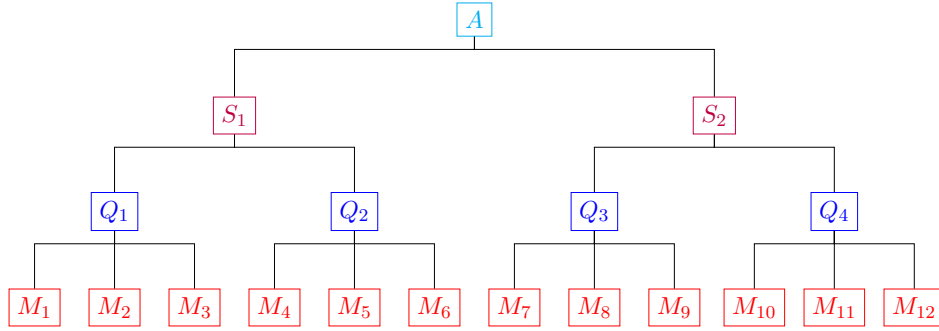 A
S₁ S₂
Q₁ Q₂ Q₃ Q₄
M₁ M₂ M₃ M₄ M₅ M₆ M₇ M₈ M₉ M₁₀ M₁₁ M₁₂